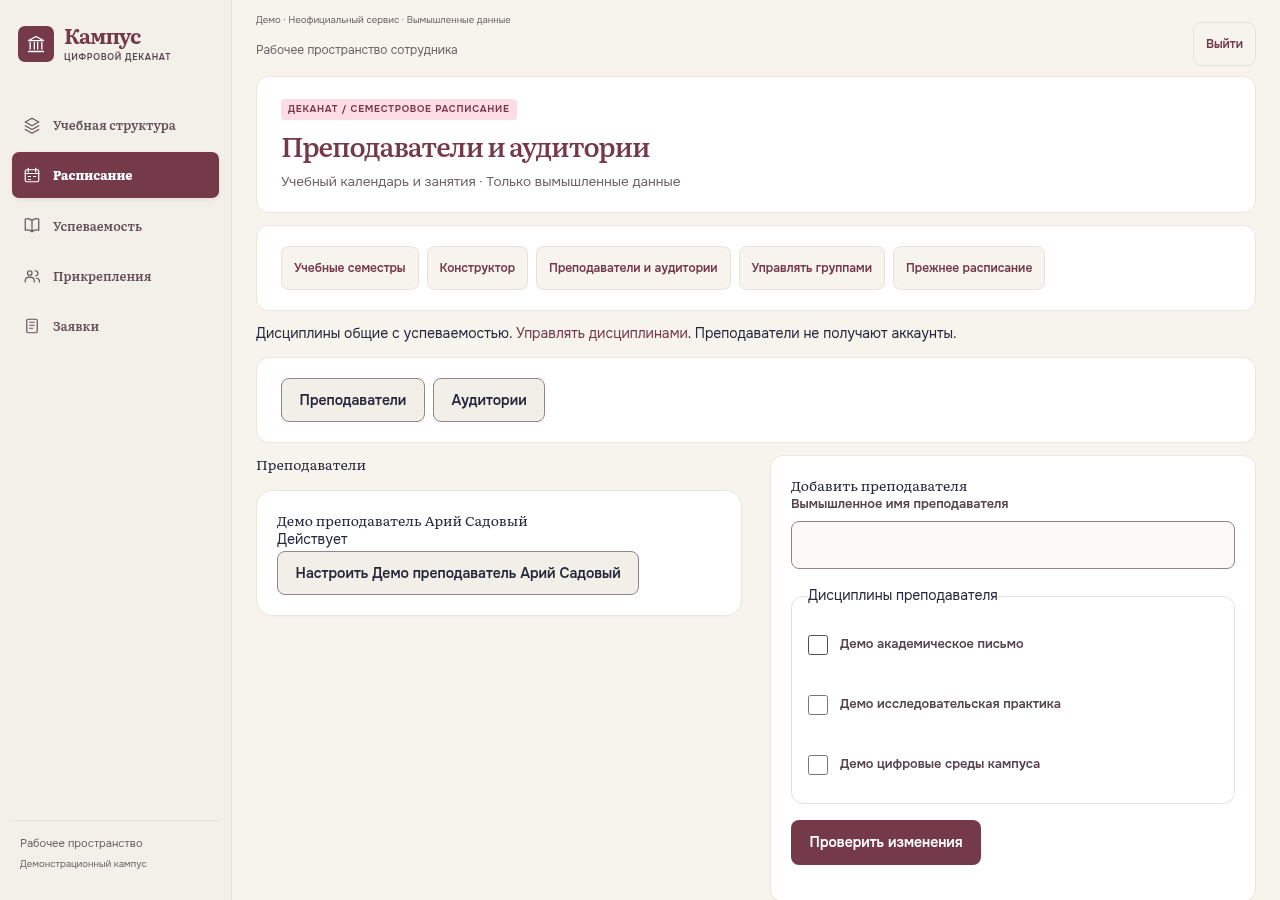 Кампус
ЦИФРОВОЙ ДЕКАНАТ
Учебная структура
Расписание
Успеваемость
Прикрепления
Заявки
Рабочее пространство
Демонстрационный кампус
Демо · Неофициальный сервис · Вымышленные данные
Рабочее пространство сотрудника
Выйти
ДЕКАНАТ / СЕМЕСТРОВОЕ РАСПИСАНИЕ
Преподаватели и аудитории
Учебный календарь и занятия · Только вымышленные данные
Учебные семестры
Конструктор
Преподаватели и аудитории
Управлять группами
Прежнее расписание
Дисциплины общие с успеваемостью. Управлять дисциплинами. Преподаватели не получают аккаунты.
Преподаватели
Аудитории
Преподаватели
Демо преподаватель Арий Садовый
Действует
Настроить Демо преподаватель Арий Садовый
Добавить преподавателя
Вымышленное имя преподавателя
Дисциплины преподавателя
Демо академическое письмо
Демо исследовательская практика
Демо цифровые среды кампуса
Проверить изменения